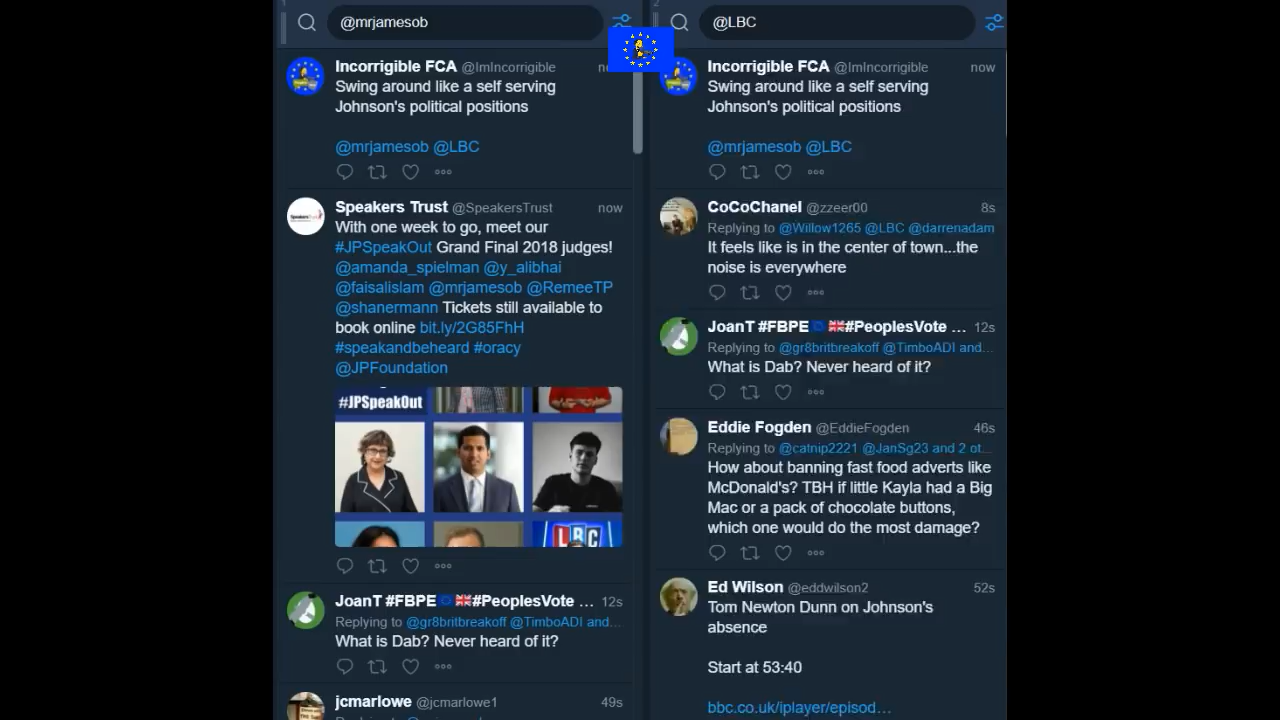 1
@mrjamesob
Incorrigible FCA @ImIncorrigible
Swing around like a self serving
Johnson's political positions
@mrjamesob @LBC
Speakers Trust @SpeakersTrust now
With one week to go, meet our
#JPSpeakOut Grand Final 2018 judges!
@amanda_spielman @y_alibhai
@faisalislam @mrjamesob @RemeeTP
@shanermann Tickets still available to
book online bit.ly/2G85FhH
#speakandbeheard #oracy
@JPFoundation
#JPSpeakOut
LBC
JoanT #FBPE🇪🇺🇬🇧#PeoplesVote ... 12s
Replying to @gr8britbreakoff @TimboADI and...
What is Dab? Never heard of it?
jcmarlowe @jcmarlowe1 49s
2
@LBC
Incorrigible FCA @ImIncorrigible now
Swing around like a self serving
Johnson's political positions
@mrjamesob @LBC
CoCoChanel @zzeer00 8s
Replying to @Willow1265 @LBC @darrenadam
It feels like is in the center of town...the
noise is everywhere
JoanT #FBPE🇪🇺🇬🇧#PeoplesVote ... 12s
Replying to @gr8britbreakoff @TimboADI and...
What is Dab? Never heard of it?
Eddie Fogden @EddieFogden 46s
Replying to @catnip2221 @JanSg23 and 2 ot...
How about banning fast food adverts like
McDonald's? TBH if little Kayla had a Big
Mac or a pack of chocolate buttons,
which one would do the most damage?
Ed Wilson @eddwilson2 52s
Tom Newton Dunn on Johnson's
absence
Start at 53:40
bbc.co.uk/iplayer/episod...